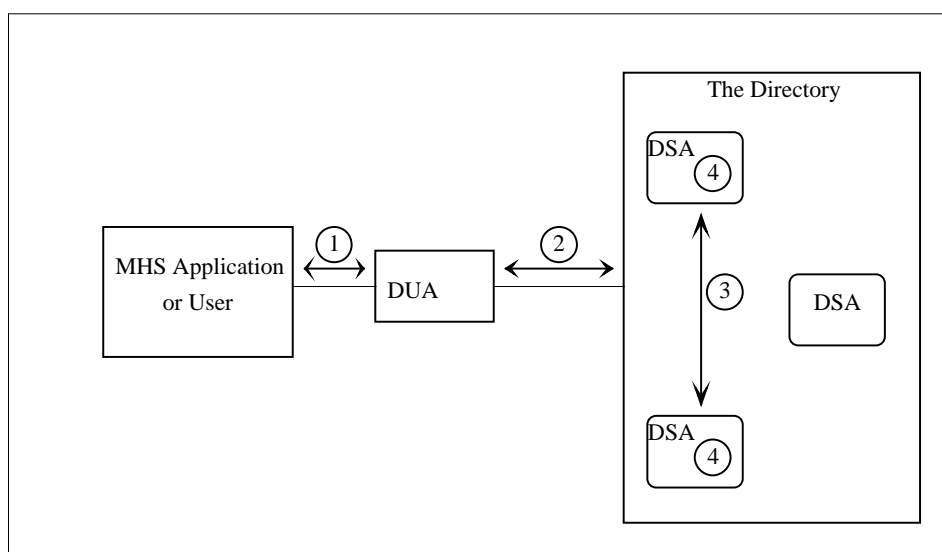 The Directory
DSA
4
1
2
MHS Application
or User
DUA
3
DSA
DSA
4